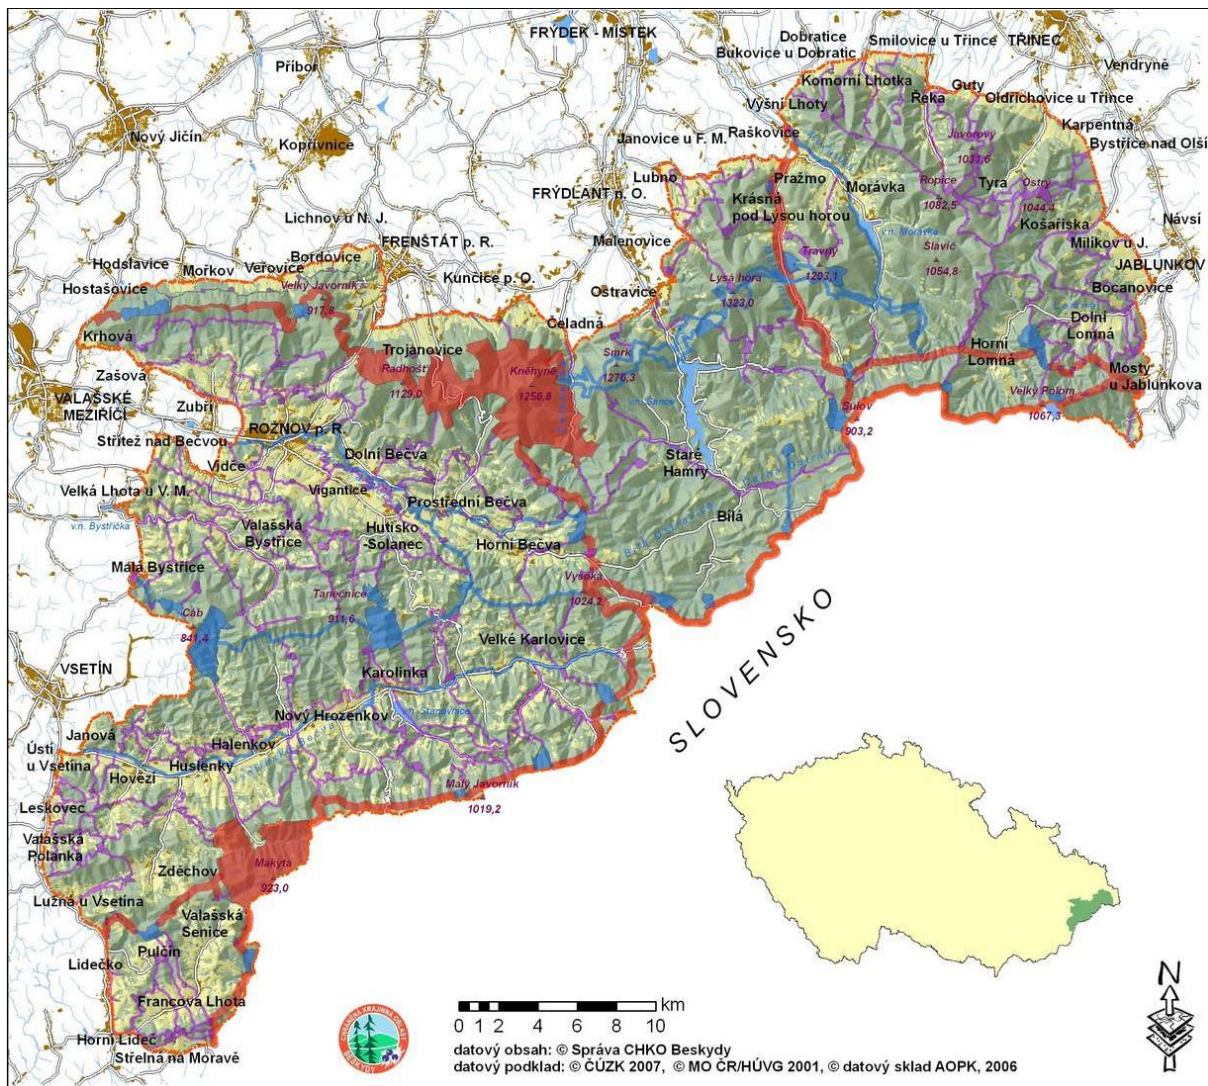 FRÝDEK - MÍSTEK
Dobratice
Bukovice u Dobratic
Smilovice u Třince
TŘINEC
Vendryně
Příbor
Komorní Lhotka
Guty
Řeka
Oldřichovice u Třince
Vyšní Lhoty
Nový Jičín
Kopřivnice
Janovice u F. M.
Raškovice
Javorový
1031,6
Karpentná
Bystřice nad Olší
Lubno
Pražmo
Morávka
Ropice
1082,5
Tyra
Ostrý
1044,4
FRÝDLANT n. O.
Krásná
pod Lysou horou
Košařiska
Návsí
Lichnov u N. J.
v.n. Morávka
FRENŠTÁT p. R.
Malenovice
Travný
1203,1
Slavíč
1054,8
Milíkov u J.
JABLUNKOV
Bordovice
Veřovice
Mořkov
Hodslavice
Hostašovice
Kunčice p. O.
Lysá hora
1323,0
Bocanovice
Velký Javorník
917,8
Ostravice
Dolní
Lomná
Krhová
Čeladná
Horní
Lomná
Trojanovice
Smrk
1276,3
Mosty
u Jablunkova
Radhošť
1129,0
Kněhyně
1256,8
Velký Polom
1067,3
Zašová
VALAŠSKÉ
MEZIŘÍČÍ
Zubří
v.n. Šance
Sulov
903,2
ROŽNOV p. R.
Střítež nad Bečvou
Dolní Bečva
Staré
Hamry
Vidče
Velká Lhota u V. M.
Vigantice
Prostřední Bečva
v.n. Bystřička
Valašská
Bystřice
Hutisko
-Solanec
Bílá
Horní Bečva
Bílá Ostravice
Malá Bystřice
Vysoká
1024,2
Tanečnice
911,6
Cáb
841,4
Velké Karlovice
VSETÍN
Karolinka
SLOVENSKO
Nový Hrozenkov
v.n. Stanovnice
Janová
Halenkov
Ústí
u Vsetína
Huslenky
Hovězí
Malý Javorník
1019,2
Leskovec
Valašská
Polanka
Zděchov
Makyta
923,0
Lužná u Vsetína
Valašská
Senice
Pulčín
Lidečko
Francova Lhota
Horní Lideč
Střelná na Moravě
CHRÁNĚNÁ KRAJINNÁ OBLAST
BESKYDY
km
0 1 2 4 6 8 10
datový obsah: © Správa CHKO Beskydy
datový podklad: © ČÚZK 2007, © MO ČR/HÚVG 2001, © datový sklad AOPK, 2006
N